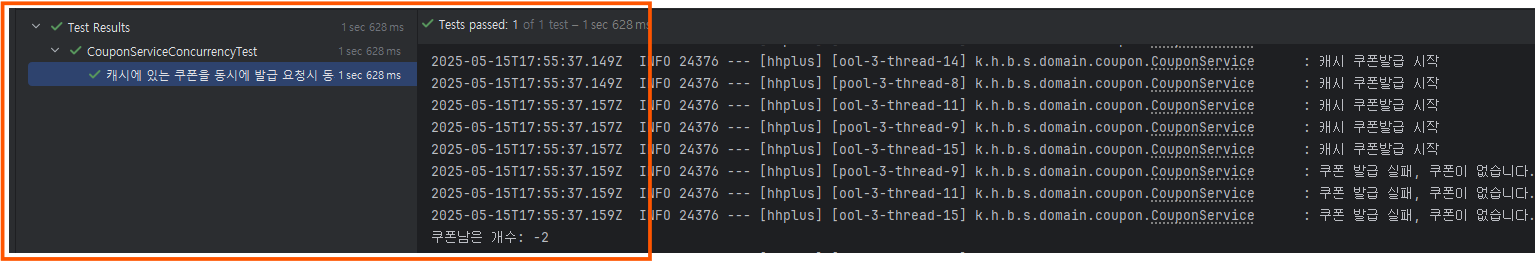 Test Results 1 sec 628 ms
Tests passed: 1 of 1 test – 1 sec 628 ms
CouponServiceConcurrencyTest 1 sec 628 ms
캐시에 있는 쿠폰을 동시에 발급 요청시 동 1 sec 628 ms
2025-05-15T17:55:37.149Z INFO 24376 --- [hhplus] [ool-3-thread-14] k.h.b.s.domain.coupon.CouponService : 캐시 쿠폰발급 시작
2025-05-15T17:55:37.149Z INFO 24376 --- [hhplus] [pool-3-thread-8] k.h.b.s.domain.coupon.CouponService : 캐시 쿠폰발급 시작
2025-05-15T17:55:37.157Z INFO 24376 --- [hhplus] [ool-3-thread-11] k.h.b.s.domain.coupon.CouponService : 캐시 쿠폰발급 시작
2025-05-15T17:55:37.157Z INFO 24376 --- [hhplus] [pool-3-thread-9] k.h.b.s.domain.coupon.CouponService : 캐시 쿠폰발급 시작
2025-05-15T17:55:37.157Z INFO 24376 --- [hhplus] [ool-3-thread-15] k.h.b.s.domain.coupon.CouponService : 캐시 쿠폰발급 시작
2025-05-15T17:55:37.159Z INFO 24376 --- [hhplus] [pool-3-thread-9] k.h.b.s.domain.coupon.CouponService : 쿠폰 발급 실패, 쿠폰이 없습니다.
2025-05-15T17:55:37.159Z INFO 24376 --- [hhplus] [ool-3-thread-11] k.h.b.s.domain.coupon.CouponService : 쿠폰 발급 실패, 쿠폰이 없습니다.
2025-05-15T17:55:37.159Z INFO 24376 --- [hhplus] [ool-3-thread-15] k.h.b.s.domain.coupon.CouponService : 쿠폰 발급 실패, 쿠폰이 없습니다.
쿠폰남은 개수: -2